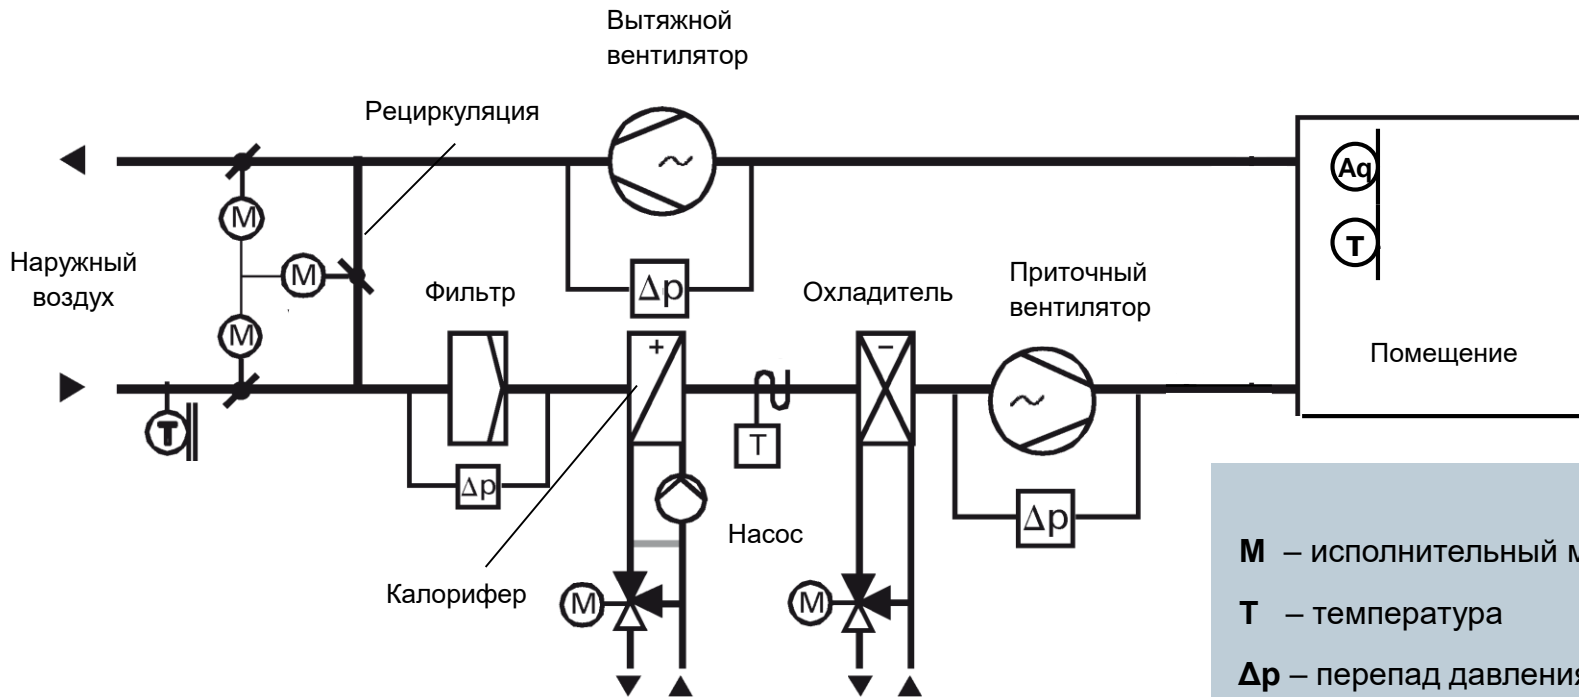 Вытяжной
вентилятор
Рециркуляция
Aq
M
T
M
Наружный
воздух
Δp
Приточный
вентилятор
Фильтр
Охладитель
M
+
–
Помещение
T
T
Δp
Δp
Насос
M – исполнительный м
Калорифер
M
M
T – температура
Δp – перепад давления